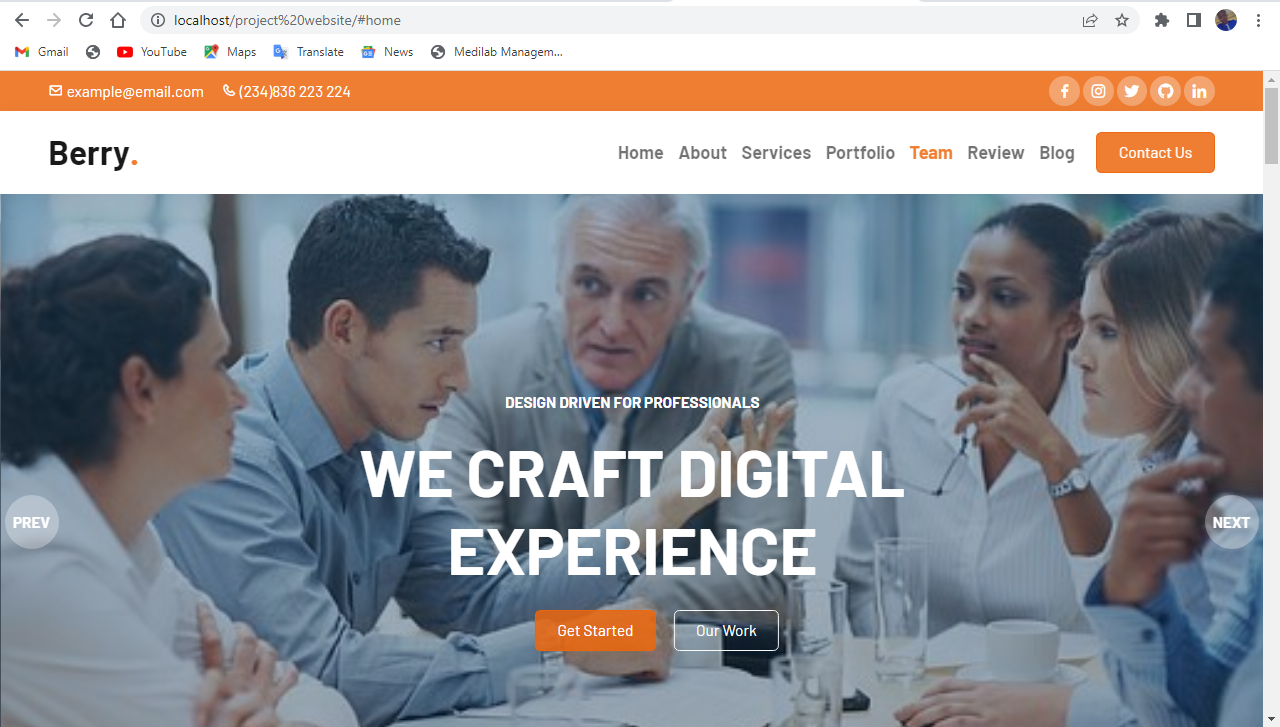 localhost/project%20website/#home
Gmail YouTube Maps Translate News Medilab Managem...
example@email.com (234)836 223 224
Berry. Home About Services Portfolio Team Review Blog Contact Us
DESIGN DRIVEN FOR PROFESSIONALS
WE CRAFT DIGITAL
EXPERIENCE
PREV NEXT
Get Started Our Work